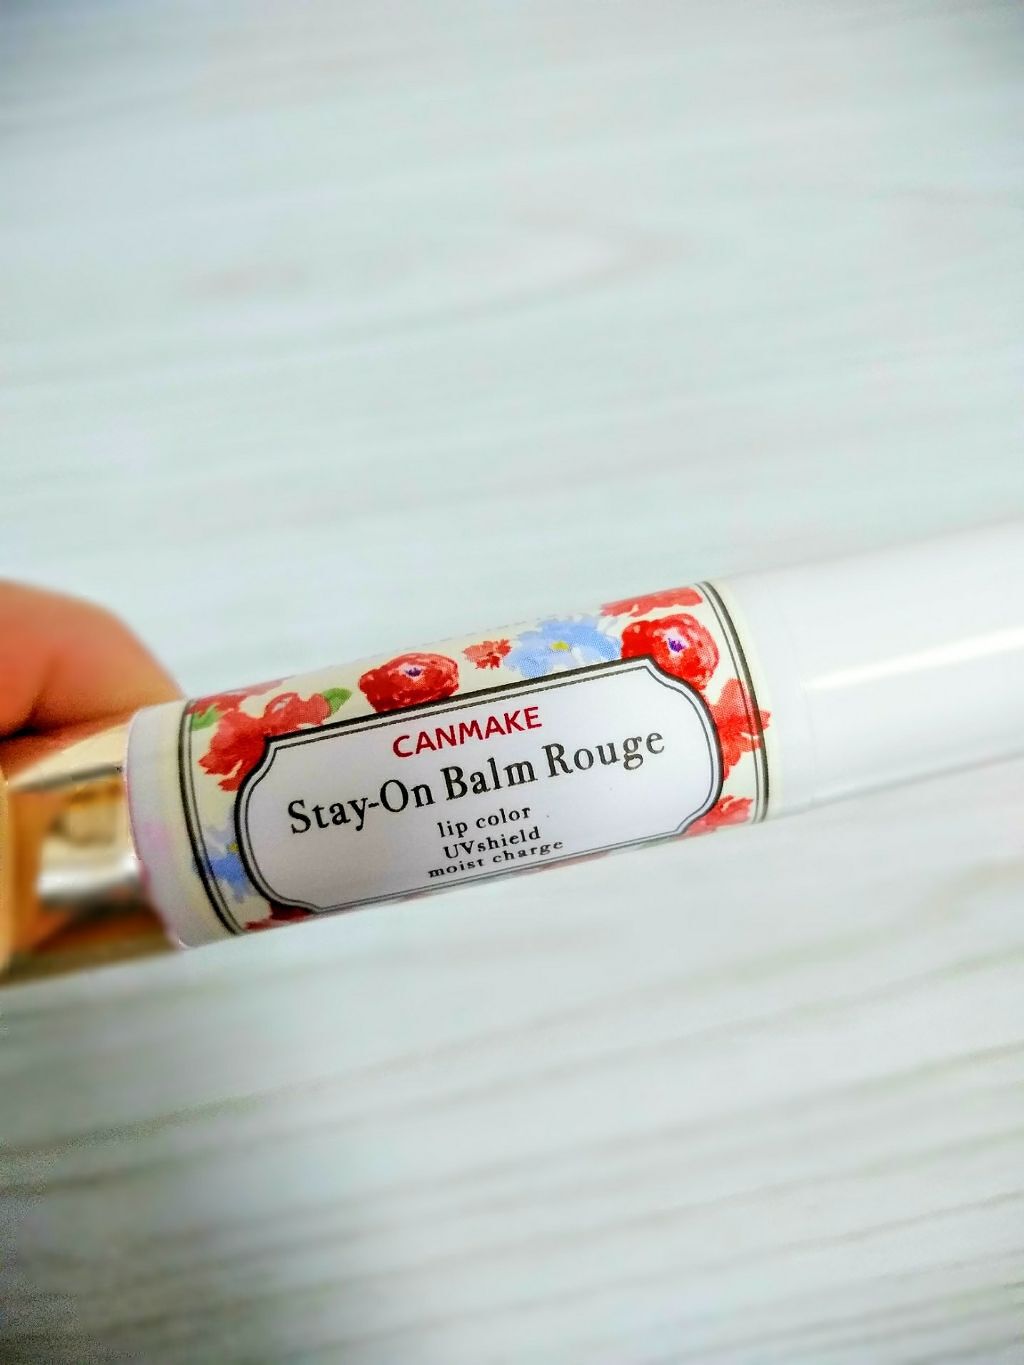 CANMAKE
Stay-On Balm Rouge
lip color
UVshield
moist charge